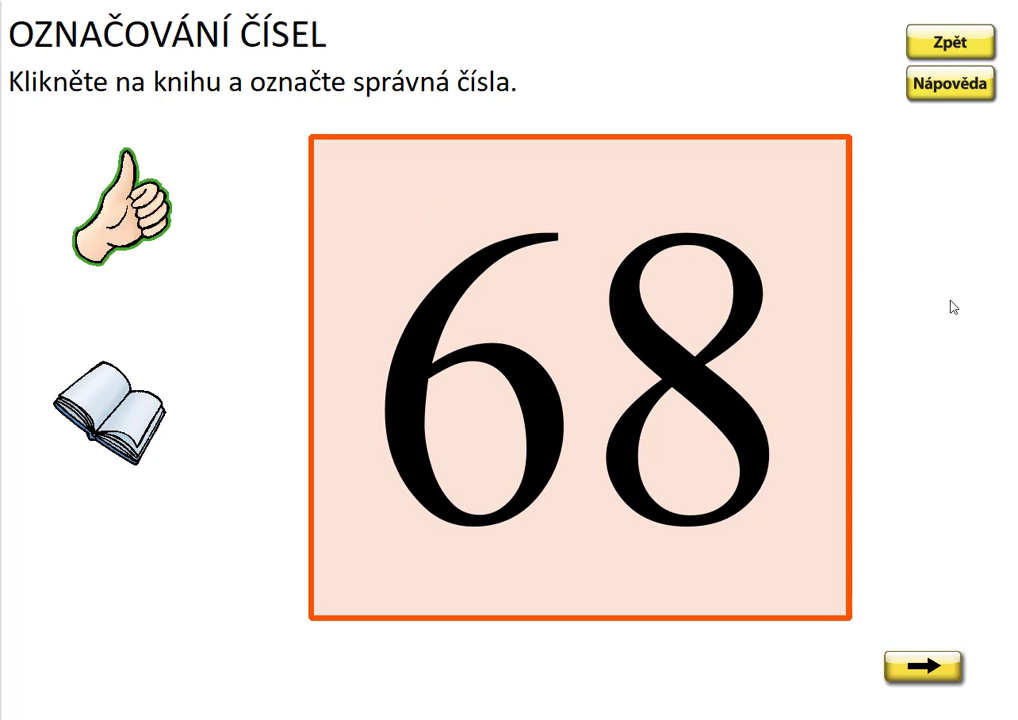 OZNAČOVÁNÍ ČÍSEL
Klikněte na knihu a označte správná čísla.
Zpět
Nápověda
68